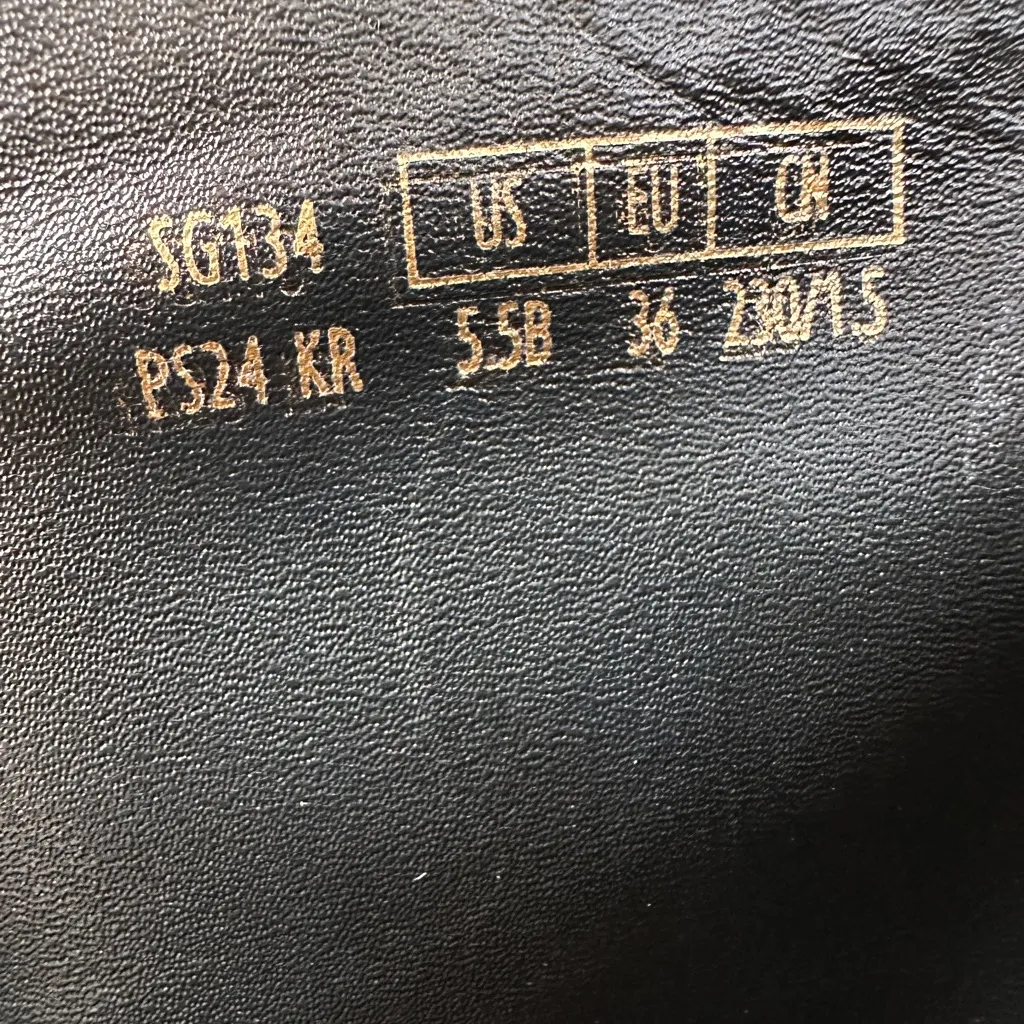 SG134 US EU CN
PS24 KR 5.5B 36 230/1.5